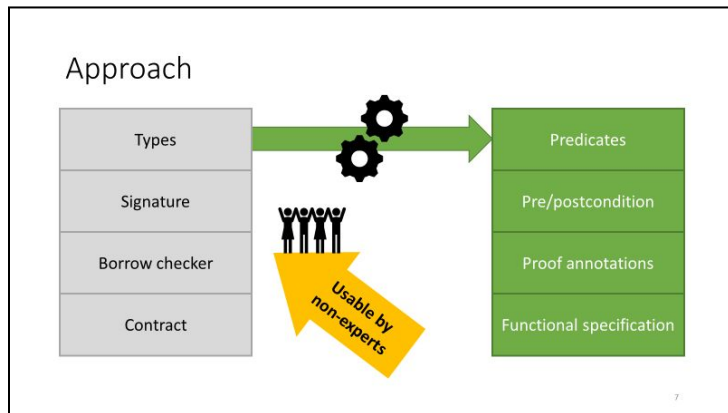 Approach
Types
Signature
Borrow checker
Contract
Usable by
non-experts
Predicates
Pre/postcondition
Proof annotations
Functional specification
7